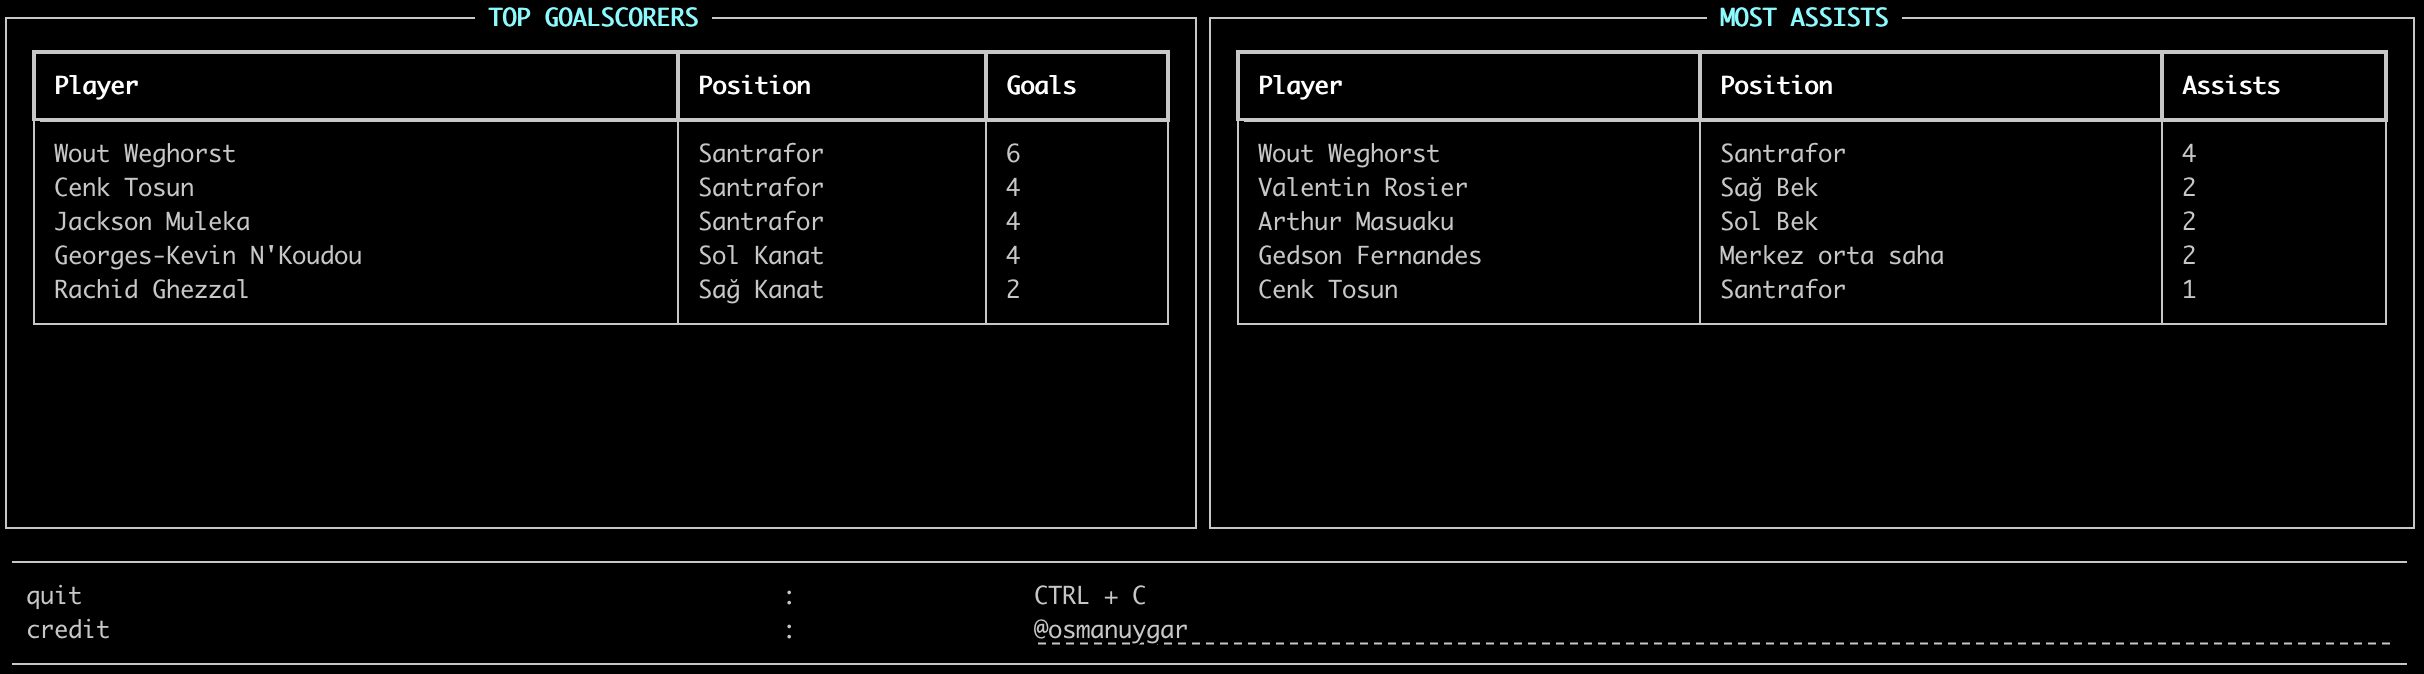 TOP GOALSCORERS
Player Position Goals
Wout Weghorst Santrafor 6
Cenk Tosun Santrafor 4
Jackson Muleka Santrafor 4
Georges-Kevin N'Koudou Sol Kanat 4
Rachid Ghezzal Sağ Kanat 2
MOST ASSISTS
Player Position Assists
Wout Weghorst Santrafor 4
Valentin Rosier Sağ Bek 2
Arthur Masuaku Sol Bek 2
Gedson Fernandes Merkez orta saha 2
Cenk Tosun Santrafor 1
quit : CTRL + C
credit : @osmanuygar